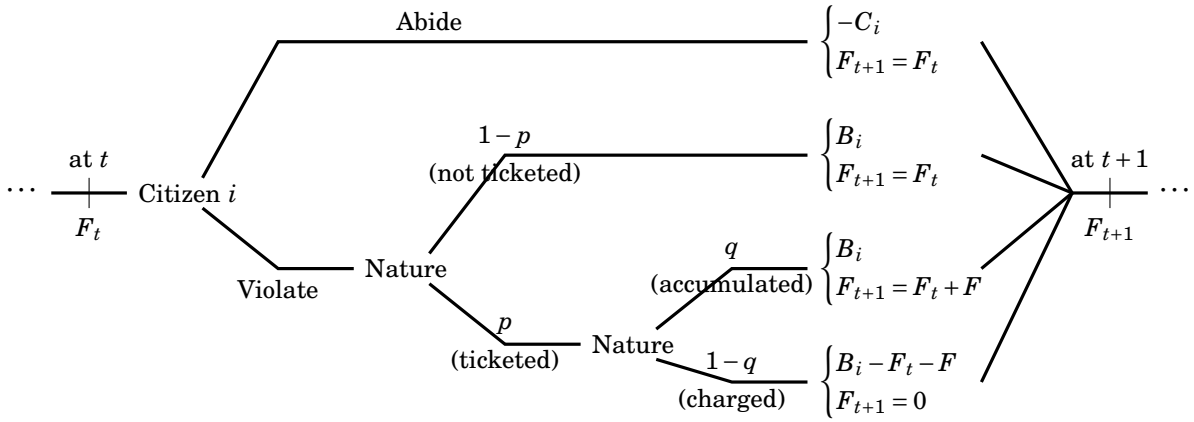 Abide
−C_i
F_{t+1} = F_t
1 − p
(not ticketed)
B_i
F_{t+1} = F_t
at t
at t + 1
⋯
Citizen i
⋯
F_t
F_{t+1}
Violate
Nature
q
(accumulated)
B_i
F_{t+1} = F_t + F
p
(ticketed)
Nature
1 − q
(charged)
B_i − F_t − F
F_{t+1} = 0